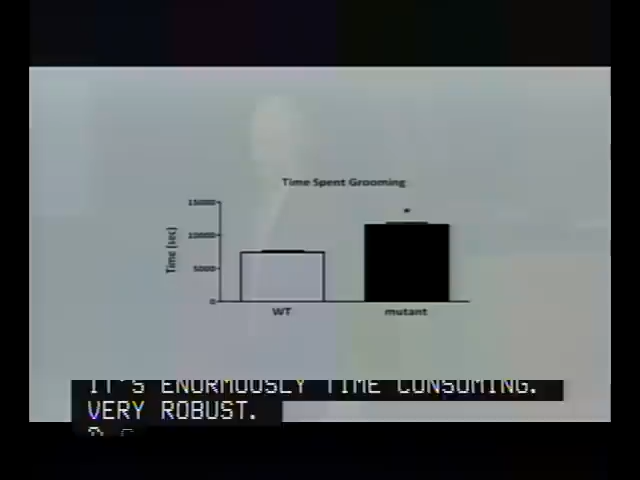 Time Spent Grooming
*
15000
10000
5000
0
Time (sec)
WT
mutant
IT'S ENORMOUSLY TIME CONSUMING.
VERY ROBUST.